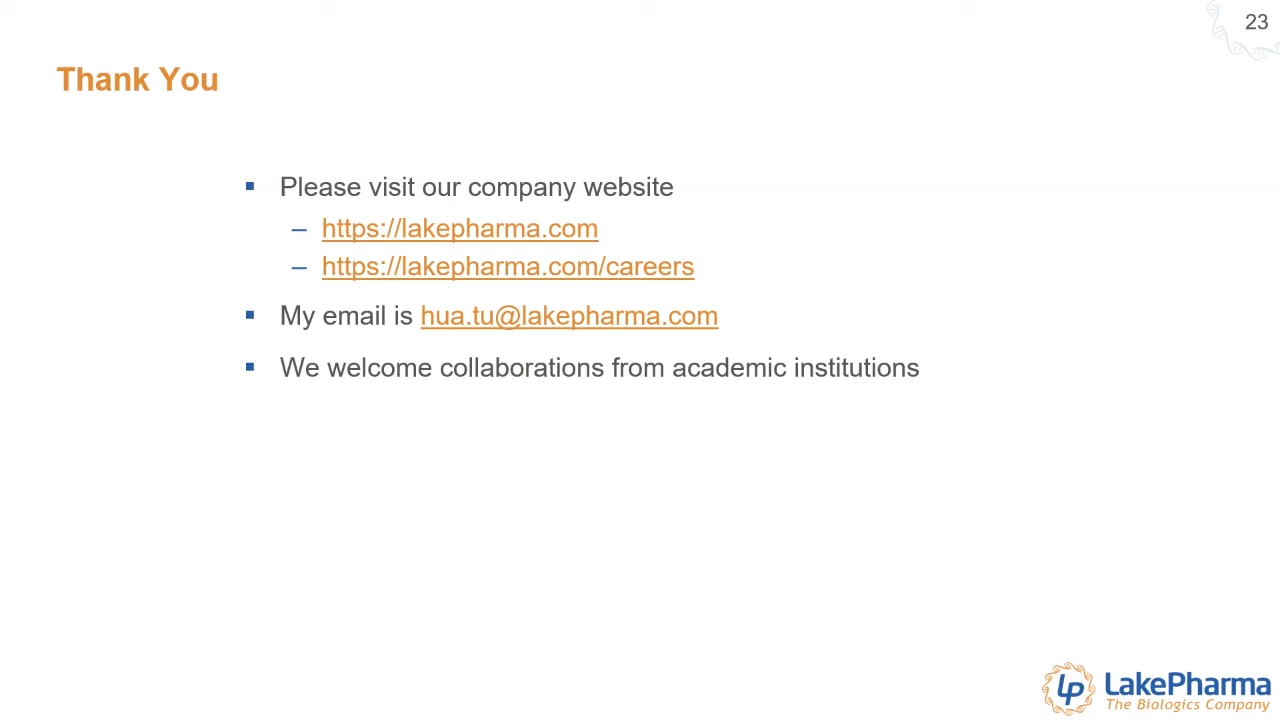 23
Thank You
▪ Please visit our company website
– https://lakepharma.com
– https://lakepharma.com/careers
▪ My email is hua.tu@lakepharma.com
▪ We welcome collaborations from academic institutions
LP LakePharma
The Biologics Company